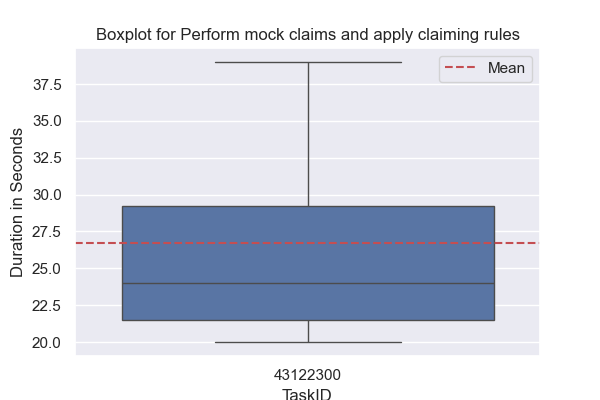 Boxplot for Perform mock claims and apply claiming rules
Mean
37.5
35.0
32.5
30.0
27.5
25.0
22.5
20.0
Duration in Seconds
43122300
TaskID